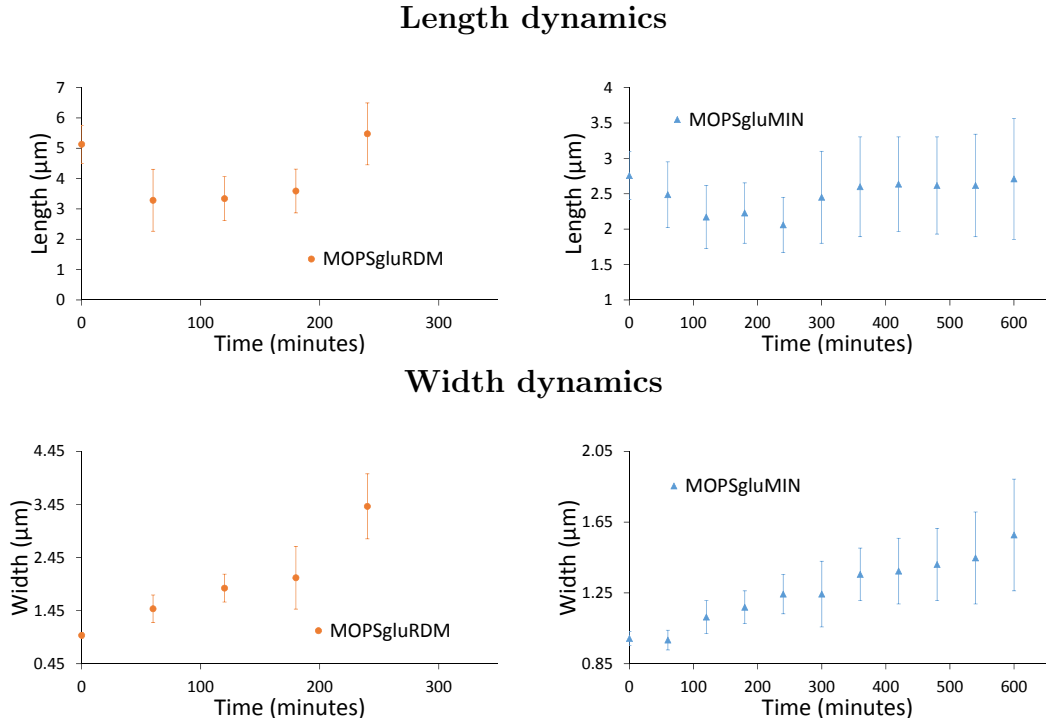 Length dynamics
7
6
5
4
3
2
1
0
Length (µm)
MOPSgluRDM
0 100 200 300
Time (minutes)
4
3.5
3
2.5
2
1.5
1
Length (µm)
MOPSgluMIN
0 100 200 300 400 500 600
Time (minutes)
Width dynamics
4.45
3.45
2.45
1.45
0.45
Width (µm)
MOPSgluRDM
0 100 200 300
Time (minutes)
2.05
1.65
1.25
0.85
Width (µm)
MOPSgluMIN
0 100 200 300 400 500 600
Time (minutes)